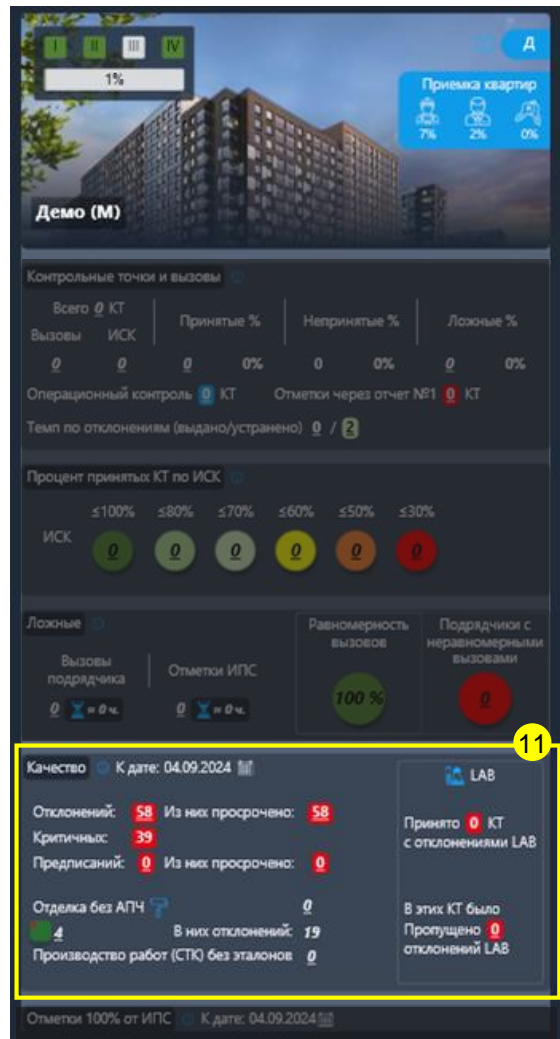 I II III IV
Д
1%
Приемка квартир
7% 2% 0%
Демо (М)
Контрольные точки и вызовы
Всего 0 КТ
Принятые % Непринятые % Ложные %
Вызовы ИСК
0 0 0 0% 0 0% 0 0%
Операционный контроль 0 КТ Отметки через отчет №1 0 КТ
Темп по отклонениям (выдано/устранено) 0 / 2
Процент принятых КТ по ИСК
≤100% ≤80% ≤70% ≤60% ≤50% ≤30%
ИСК 0 0 0 0 0 0
Ложные
Вызовы
подрядчика
Отметки ИПС
0 = 0 ч. 0 = 0 ч.
Равномерность
вызовов
100 %
Подрядчики с
неравномерными
вызовами
0
11
Качество К дате: 04.09.2024
Отклонений: 58 Из них просрочено: 58
Критичных: 39
Предписаний: 0 Из них просрочено: 0
Отделка без АПЧ 0
4 В них отклонений: 19
Производство работ (СТК) без эталонов 0
LAB
Принято 0 КТ
с отклонениями LAB
В этих КТ было
Пропущено 0
отклонений LAB
Отметки 100% от ИПС К дате: 04.09.2024